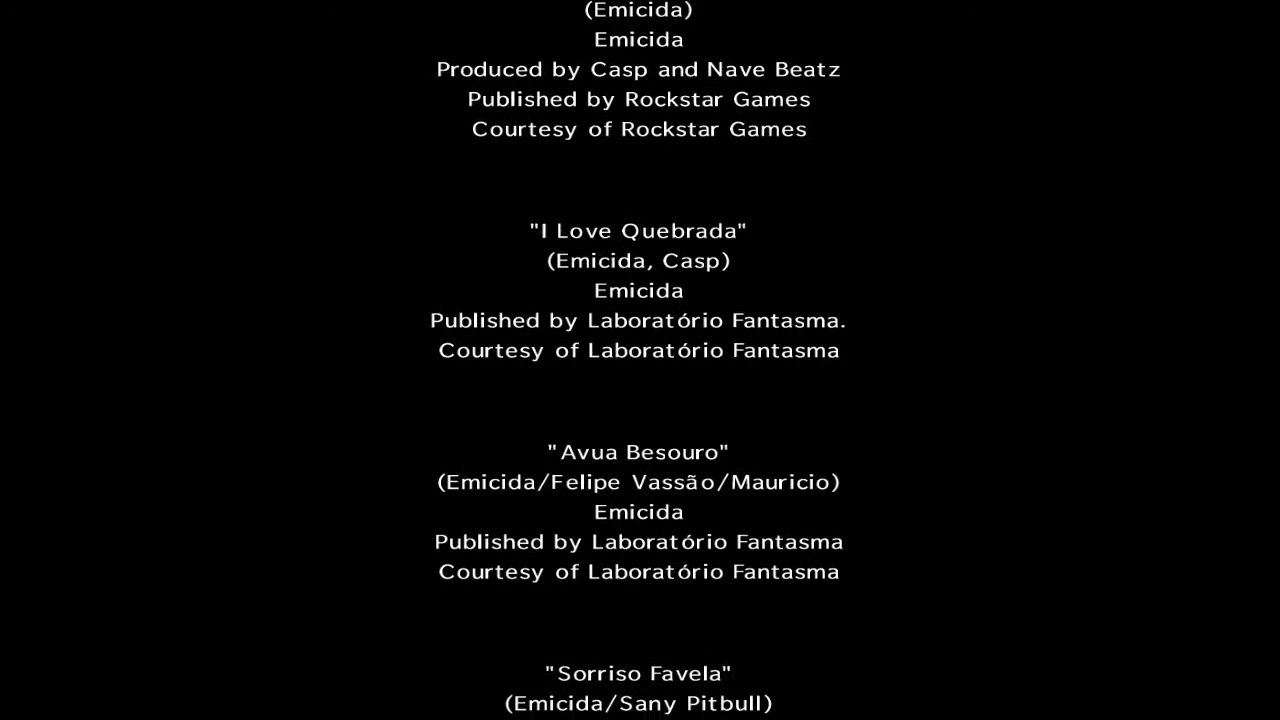 (Emicida)
Emicida
Produced by Casp and Nave Beatz
Published by Rockstar Games
Courtesy of Rockstar Games
"I Love Quebrada"
(Emicida, Casp)
Emicida
Published by Laboratório Fantasma.
Courtesy of Laboratório Fantasma
"Avua Besouro"
(Emicida/Felipe Vassão/Mauricio)
Emicida
Published by Laboratório Fantasma
Courtesy of Laboratório Fantasma
"Sorriso Favela"
(Emicida/Sany Pitbull)